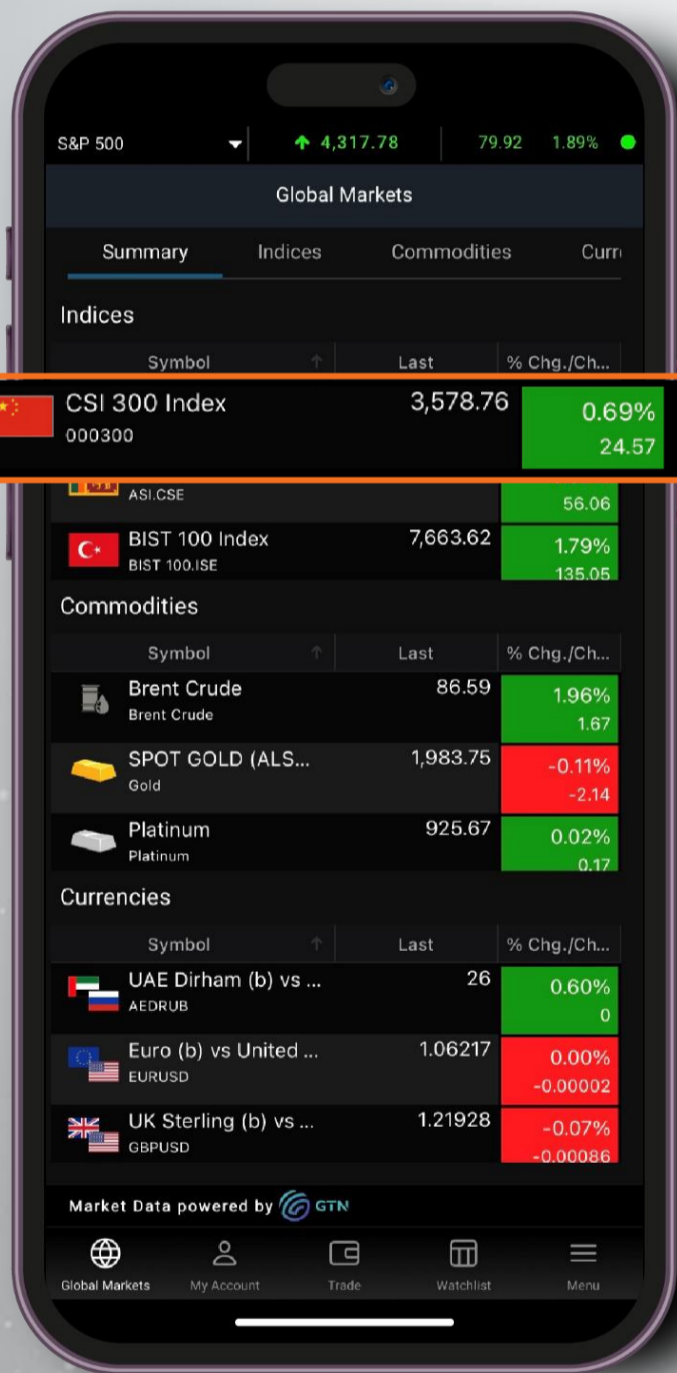 S&P 500 4,317.78 79.92 1.89%
Global Markets
Summary Indices Commodities
Indices
Symbol ↑ Last % Chg./Ch...
CSI 300 Index 3,578.76 0.69%
000300 24.57
ASI.CSE 56.06
BIST 100 Index 7,663.62 1.79%
BIST 100.ISE 135.05
Commodities
Symbol ↑ Last % Chg./Ch...
Brent Crude 86.59 1.96%
Brent Crude 1.67
SPOT GOLD (ALS... 1,983.75 -0.11%
Gold -2.14
Platinum 925.67 0.02%
Platinum 0.17
Currencies
Symbol ↑ Last % Chg./Ch...
UAE Dirham (b) vs ... 26 0.60%
AEDRUB 0
Euro (b) vs United ... 1.06217 0.00%
EURUSD -0.00002
UK Sterling (b) vs ... 1.21928 -0.07%
GBPUSD -0.00086
Market Data powered by GTN
Global Markets My Account Trade Watchlist Menu